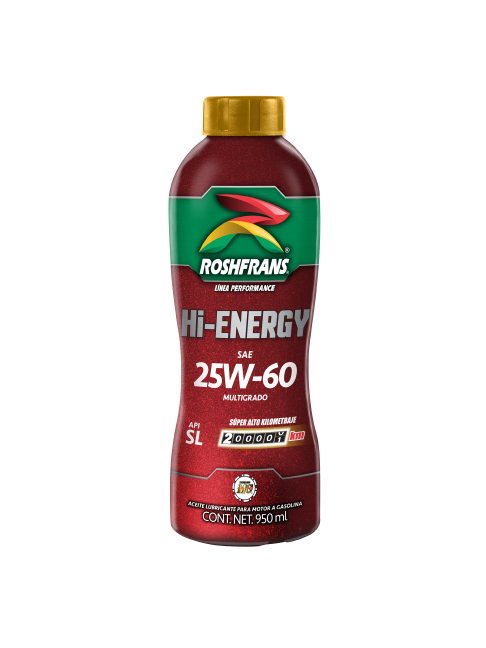 ®
ROSHFRANS
LÍNEA PERFORMANCE
Hi-ENERGY
SAE
25W-60
MULTIGRADO
API
SL
SÚPER ALTO KILOMETRAJE
km
ACEITE LUBRICANTE PARA MOTOR A GASOLINA
CONT. NET. 950 ml